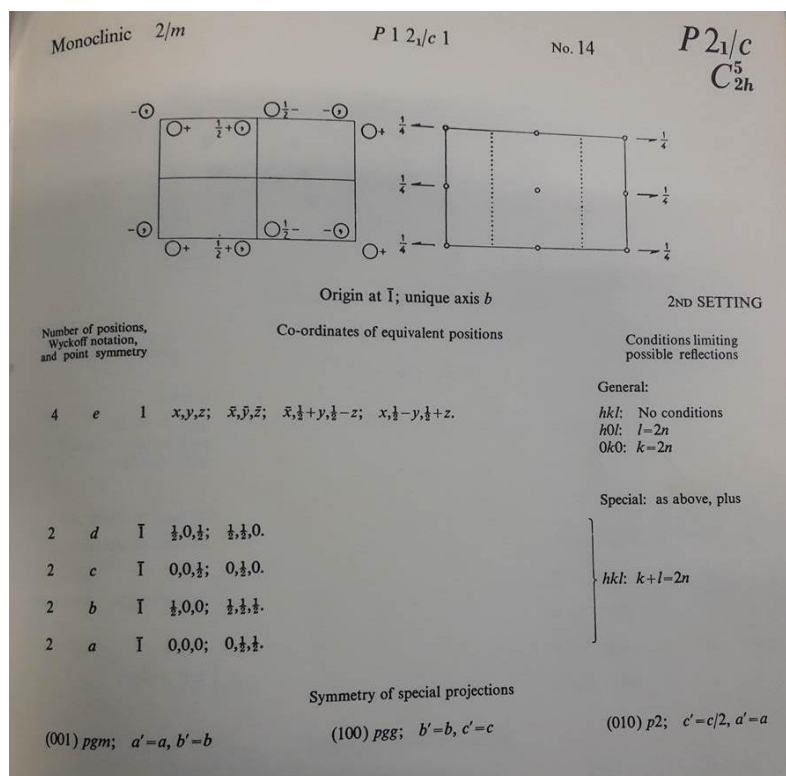 Monoclinic 2/m P 1 2₁/c 1 No. 14 P 2₁/c
C⁵₂ₕ
-  ½-  -
+  ½+  +  ¼  ¼
¼  ¼
-  ½-  -
+  ½+  +  ¼  ¼
Origin at 1̄; unique axis b 2ND SETTING
Number of positions,
Wyckoff notation,
and point symmetry
Co-ordinates of equivalent positions
Conditions limiting
possible reflections
General:
4 e 1 x,y,z; x̄,ȳ,z̄; x̄,½+y,½−z; x,½−y,½+z. hkl: No conditions
h0l: l=2n
0k0: k=2n
Special: as above, plus
2 d 1̄ ½,0,½; ½,½,0.
2 c 1̄ 0,0,½; 0,½,0.
hkl: k+l=2n
2 b 1̄ ½,0,0; ½,½,½.
2 a 1̄ 0,0,0; 0,½,½.
Symmetry of special projections
(001) pgm; a′=a, b′=b (100) pgg; b′=b, c′=c (010) p2; c′=c/2, a′=a